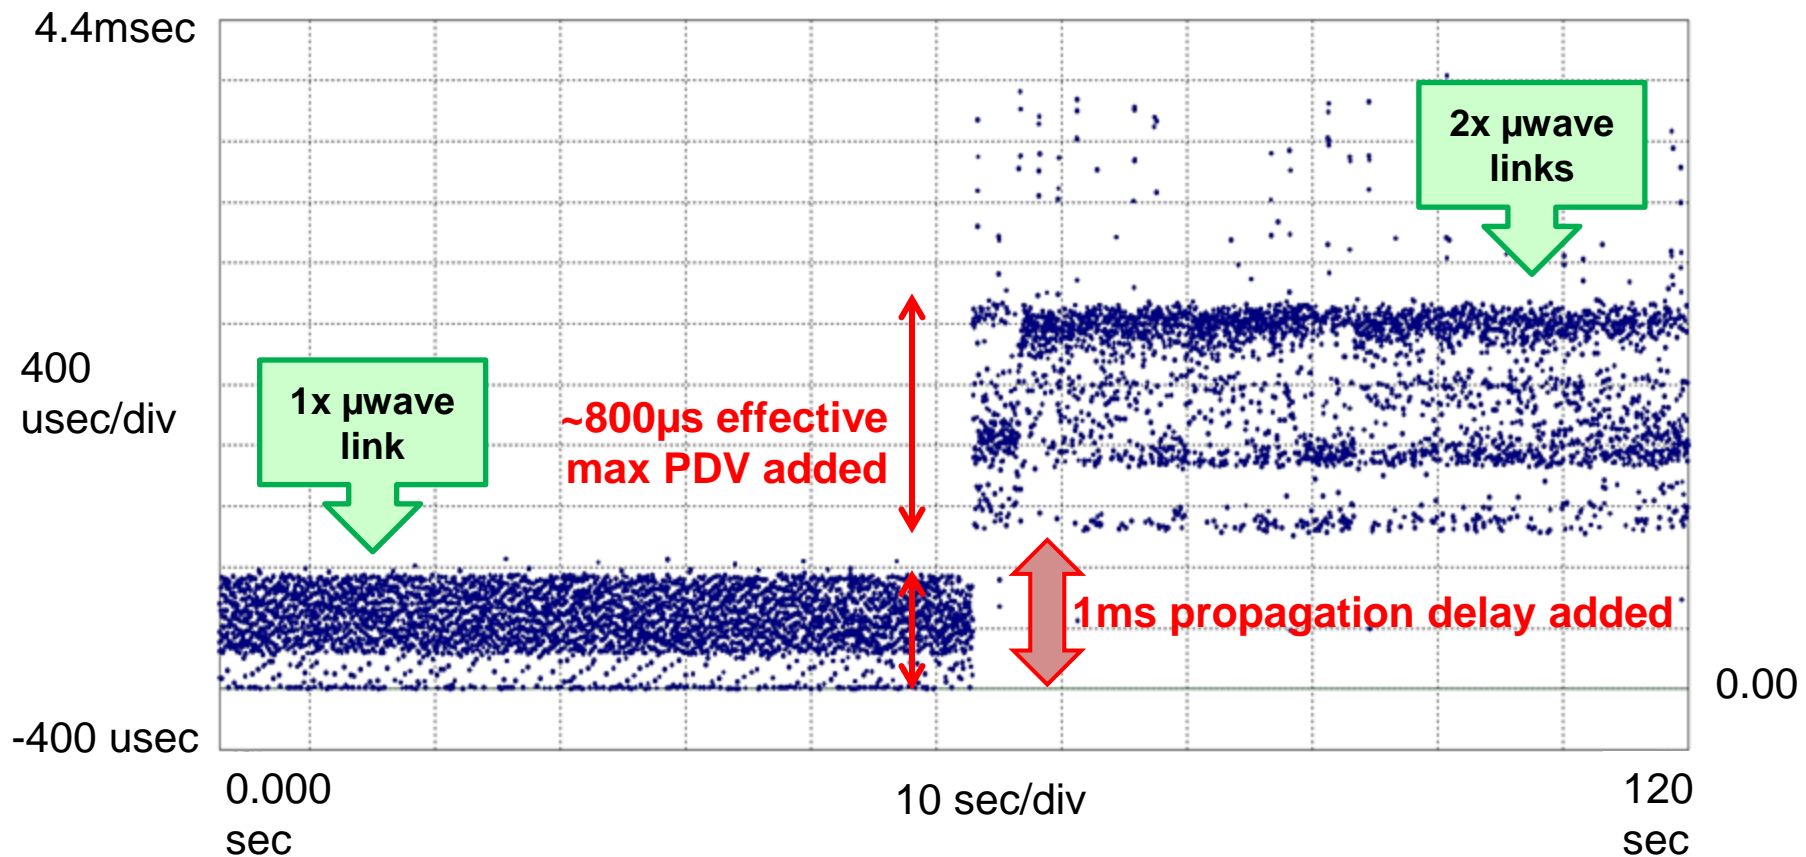 4.4msec
2x µwave
links
400
usec/div
1x µwave
link
~800µs effective
max PDV added
1ms propagation delay added
0.00
-400 usec
0.000
sec
10 sec/div
120
sec